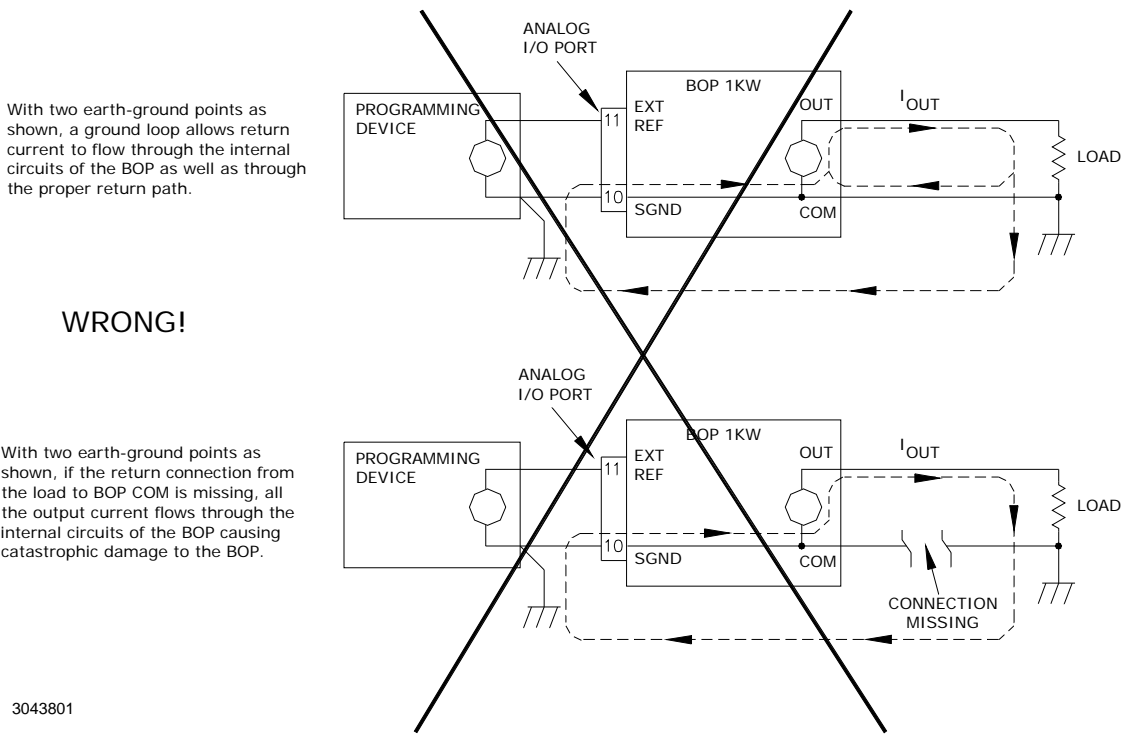 ANALOG
I/O PORT
With two earth-ground points as
shown, a ground loop allows return
current to flow through the internal
circuits of the BOP as well as through
the proper return path.
PROGRAMMING
DEVICE
11
EXT
REF
BOP 1KW
OUT
IOUT
LOAD
10
SGND
COM
WRONG!
ANALOG
I/O PORT
With two earth-ground points as
shown, if the return connection from
the load to BOP COM is missing, all
the output current flows through the
internal circuits of the BOP causing
catastrophic damage to the BOP.
PROGRAMMING
DEVICE
11
EXT
REF
BOP 1KW
OUT
IOUT
LOAD
10
SGND
COM
CONNECTION
MISSING
3043801